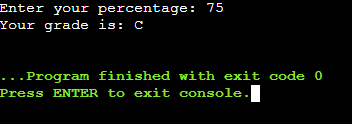 Enter your percentage: 75
Your grade is: C
...Program finished with exit code 0
Press ENTER to exit console.